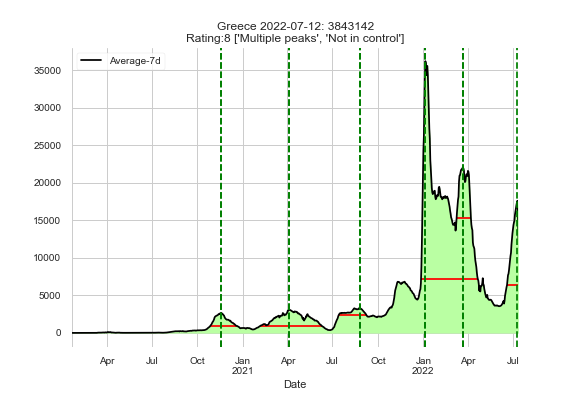 Greece 2022-07-12: 3843142
Rating:8 ['Multiple peaks', 'Not in control']
Average-7d
35000
30000
25000
20000
15000
10000
5000
0
Apr Jul Oct Jan Apr Jul Oct Jan Apr Jul
2021 2022
Date